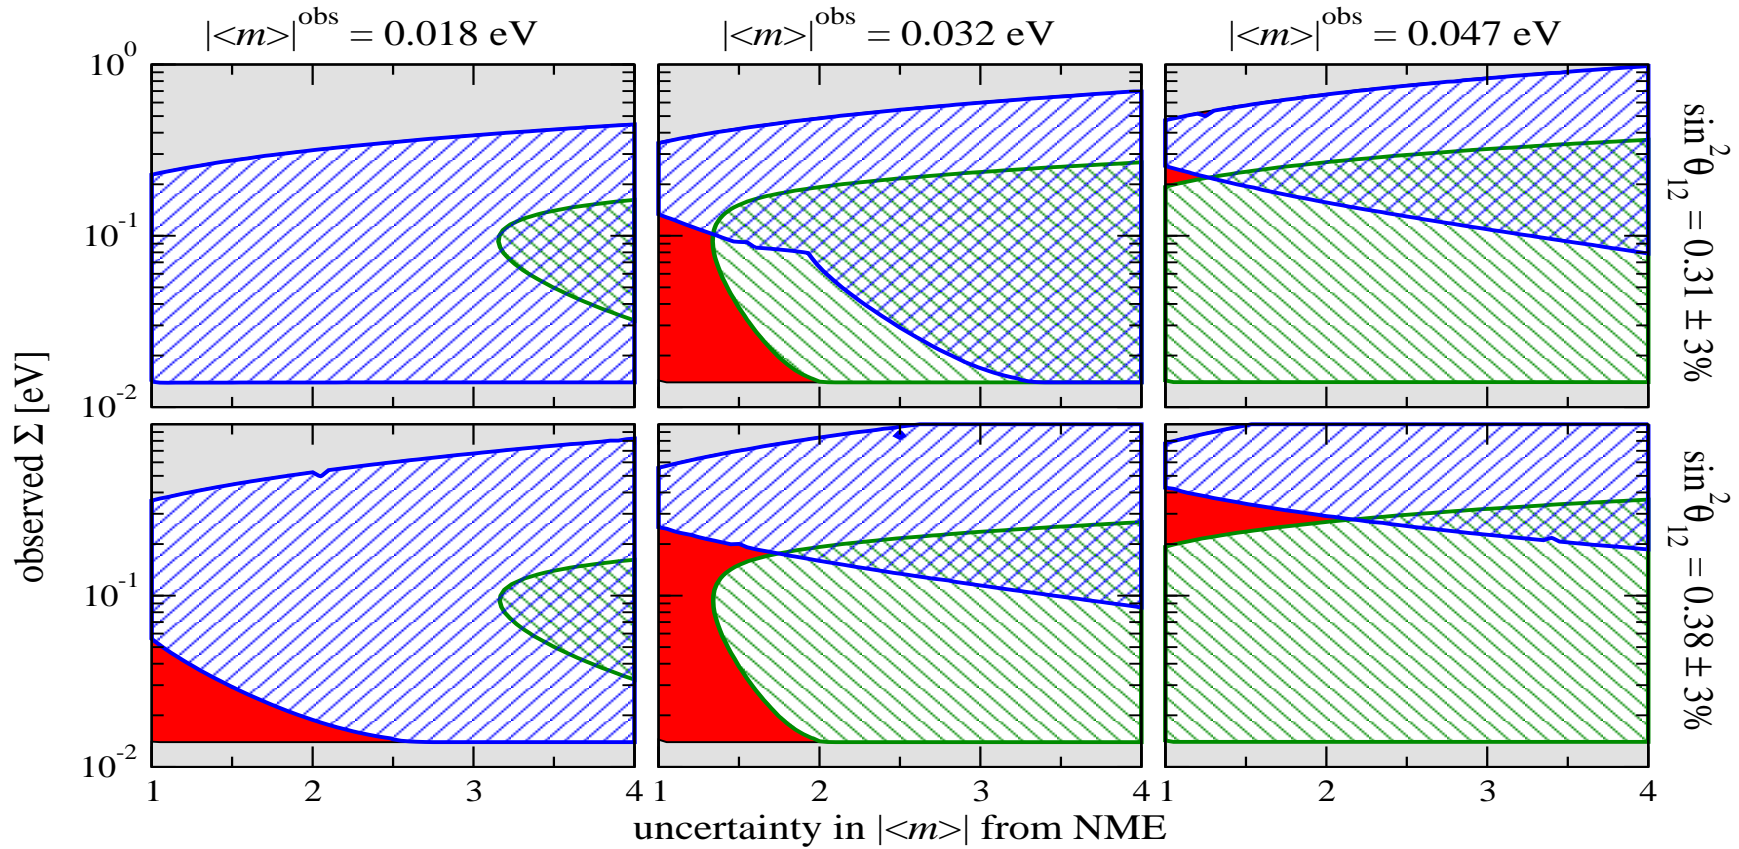 |<m>|obs = 0.018 eV
|<m>|obs = 0.032 eV
|<m>|obs = 0.047 eV
10^0
10^-1
10^-2
sin^2θ_12 = 0.31 ± 3%
observed Σ [eV]
10^-1
10^-2
sin^2θ_12 = 0.38 ± 3%
1 2 3 4 1 2 3 4 1 2 3 4
uncertainty in |<m>| from NME